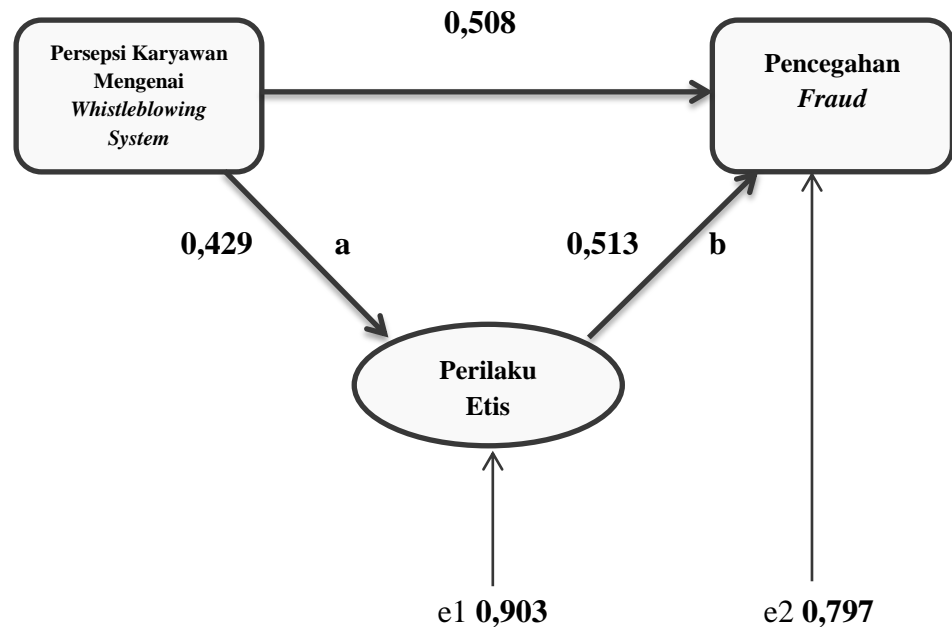 0,508
Persepsi Karyawan
Mengenai
Whistleblowing
System
Pencegahan
Fraud
0,429 a
0,513 b
Perilaku
Etis
e1 0,903
e2 0,797